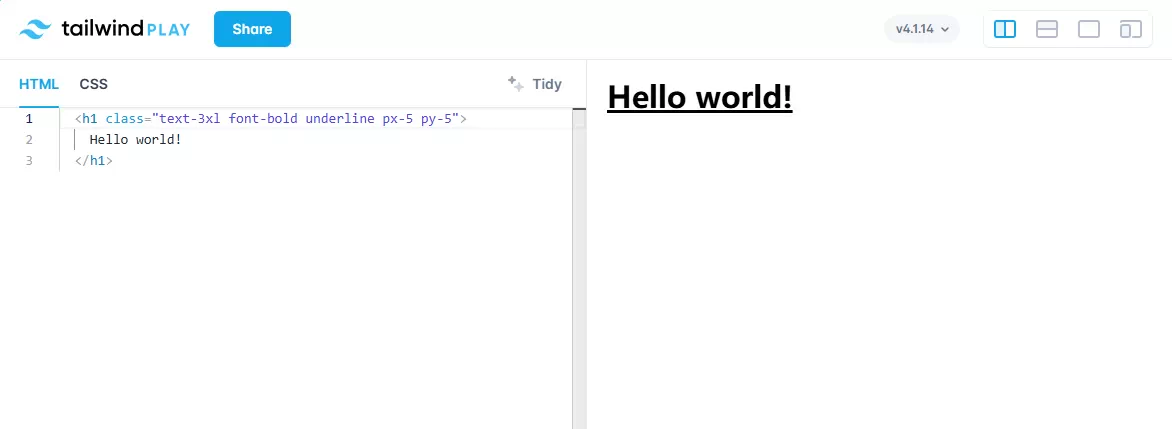 tailwind PLAY Share v4.1.14
HTML CSS Tidy
1 <h1 class="text-3xl font-bold underline px-5 py-5">
2 Hello world!
3 </h1>
Hello world!